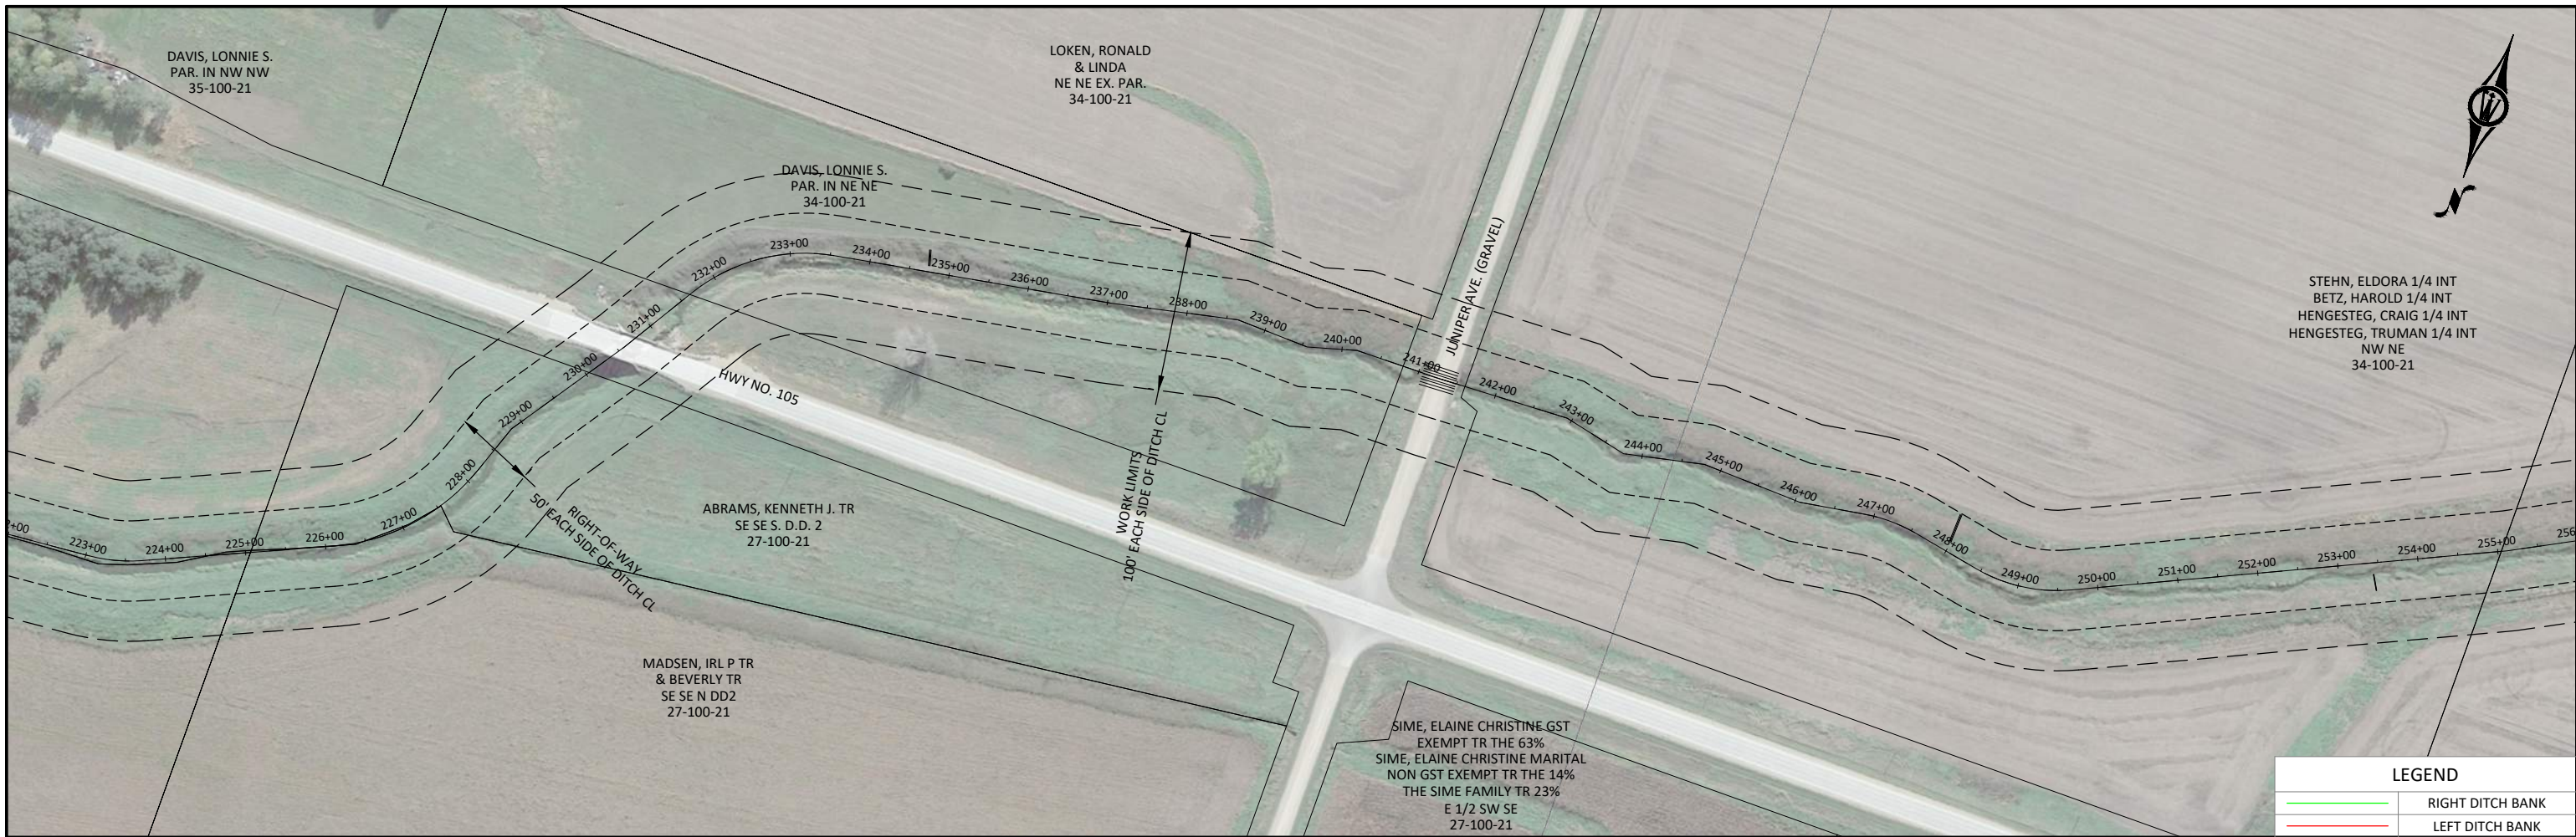 DAVIS, LONNIE S.
PAR. IN NW NW
35-100-21
LOKEN, RONALD
& LINDA
NE NE EX. PAR.
34-100-21
DAVIS, LONNIE S.
PAR. IN NE NE
34-100-21
STEHN, ELDORA 1/4 INT
BETZ, HAROLD 1/4 INT
HENGESTEG, CRAIG 1/4 INT
HENGESTEG, TRUMAN 1/4 INT
NW NE
34-100-21
N
JUNIPER AVE. (GRAVEL)
HWY NO. 105
223+00
224+00
225+00
226+00
227+00
228+00
229+00
230+00
231+00
232+00
233+00
234+00
235+00
236+00
237+00
238+00
239+00
240+00
241+00
242+00
243+00
244+00
245+00
246+00
247+00
248+00
249+00
250+00
251+00
252+00
253+00
254+00
255+00
256
RIGHT-OF-WAY
50' EACH SIDE OF DITCH CL
WORK LIMITS
100' EACH SIDE OF DITCH CL
ABRAMS, KENNETH J. TR
SE SE S. D.D. 2
27-100-21
MADSEN, IRL P TR
& BEVERLY TR
SE SE N DD2
27-100-21
SIME, ELAINE CHRISTINE GST
EXEMPT TR THE 63%
SIME, ELAINE CHRISTINE MARITAL
NON GST EXEMPT TR THE 14%
THE SIME FAMILY TR 23%
E 1/2 SW SE
27-100-21
LEGEND
RIGHT DITCH BANK
LEFT DITCH BANK